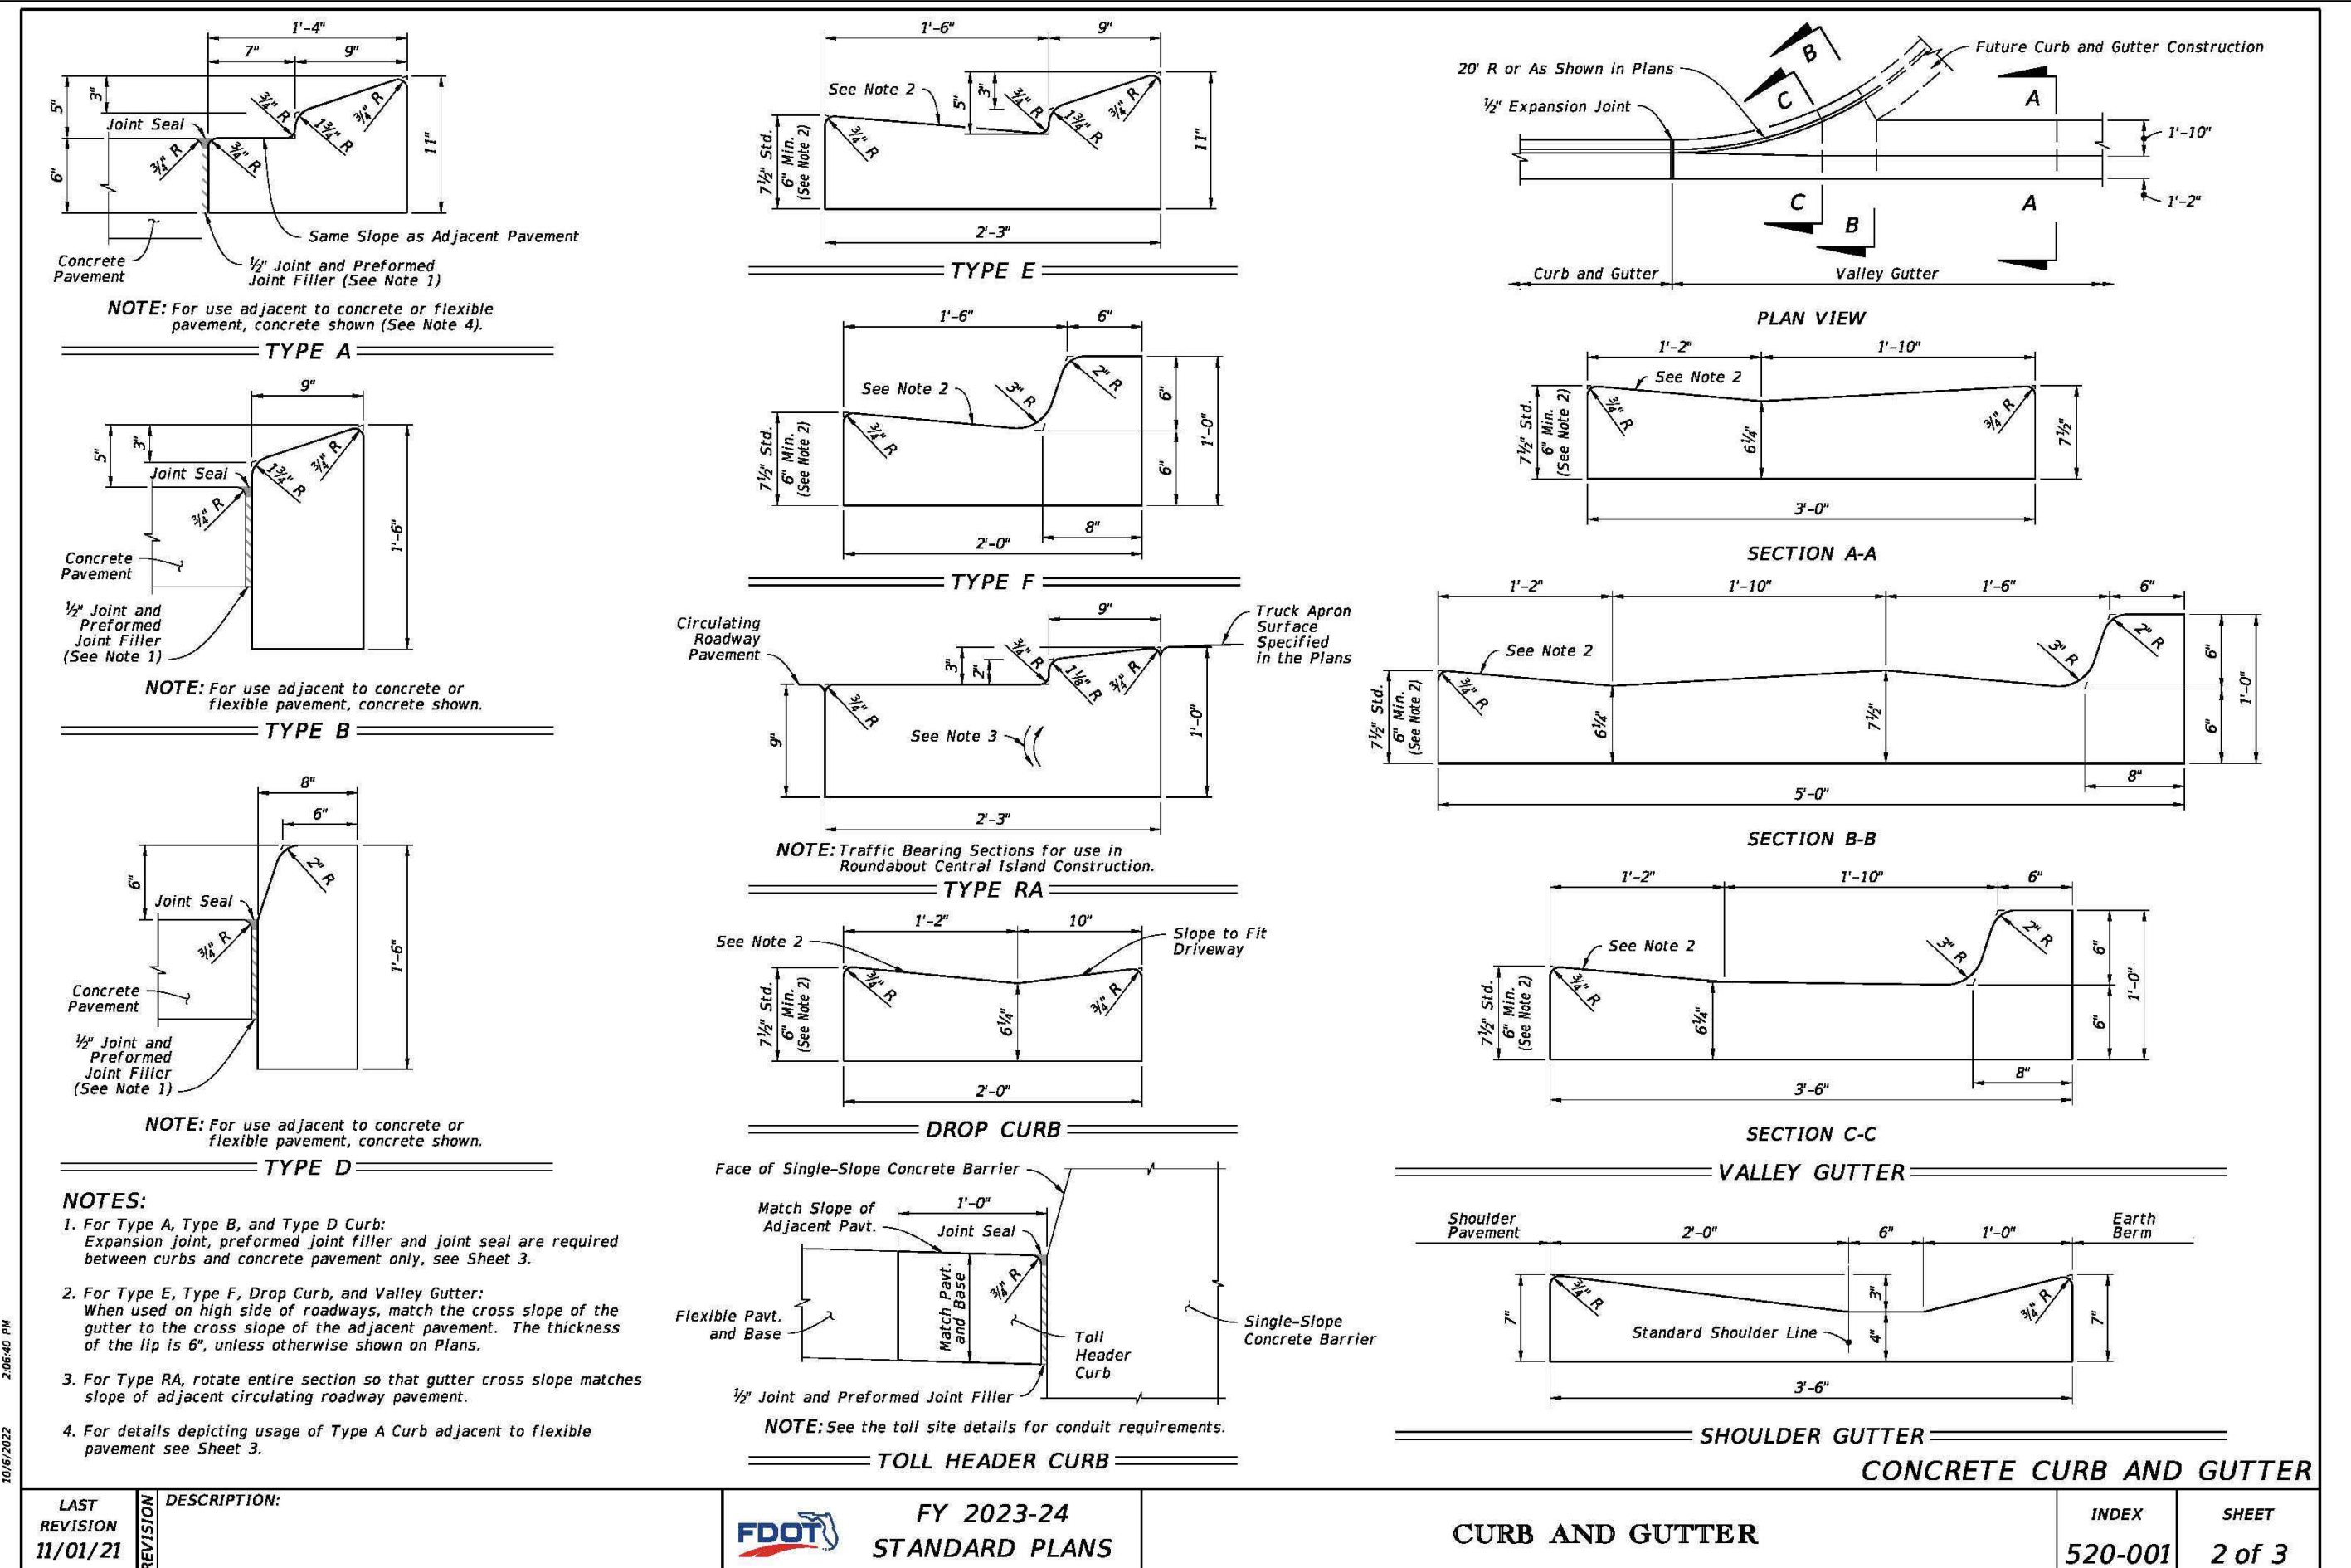 1'-4"
7"
9"
5"
3"
6"
11"
3/4" R
1 3/4" R
3/4" R
3/4" R
3/4" R
Joint Seal
Same Slope as Adjacent Pavement
Concrete
Pavement
½" Joint and Preformed
Joint Filler (See Note 1)
NOTE: For use adjacent to concrete or flexible
pavement, concrete shown (See Note 4).
TYPE A
9"
5"
3"
Joint Seal
1 3/4" R
3/4" R
3/4" R
1'-6"
Concrete
Pavement
½" Joint and
Preformed
Joint Filler
(See Note 1)
NOTE: For use adjacent to concrete or
flexible pavement, concrete shown.
TYPE B
8"
6"
6"
2" R
Joint Seal
3/4" R
1'-6"
Concrete
Pavement
½" Joint and
Preformed
Joint Filler
(See Note 1)
NOTE: For use adjacent to concrete or
flexible pavement, concrete shown.
TYPE D
NOTES:
1. For Type A, Type B, and Type D Curb:
Expansion joint, preformed joint filler and joint seal are required
between curbs and concrete pavement only, see Sheet 3.
2. For Type E, Type F, Drop Curb, and Valley Gutter:
When used on high side of roadways, match the cross slope of the
gutter to the cross slope of the adjacent pavement. The thickness
of the lip is 6", unless otherwise shown on Plans.
3. For Type RA, rotate entire section so that gutter cross slope matches
slope of adjacent circulating roadway pavement.
4. For details depicting usage of Type A Curb adjacent to flexible
pavement see Sheet 3.
1'-6"
9"
See Note 2
5"
3"
3/4" R
1 3/4" R
3/4" R
3/4" R
7½" Std.
6" Min.
(See Note 2)
11"
2'-3"
TYPE E
1'-6"
6"
See Note 2
3" R
2" R
3/4" R
7½" Std.
6" Min.
(See Note 2)
6"
6"
1'-0"
8"
2'-0"
TYPE F
9"
Circulating
Roadway
Pavement
Truck Apron
Surface
Specified
in the Plans
3"
2"
3/4" R
1 1/8" R
3/4" R
3/4" R
See Note 3
9"
1'-0"
2'-3"
NOTE: Traffic Bearing Sections for use in
Roundabout Central Island Construction.
TYPE RA
1'-2"
10"
See Note 2
Slope to Fit
Driveway
3/4" R
3/4" R
7½" Std.
6" Min.
(See Note 2)
6¼"
2'-0"
DROP CURB
Face of Single-Slope Concrete Barrier
Match Slope of
Adjacent Pavt.
1'-0"
Joint Seal
3/4" R
Match Pavt.
and Base
Flexible Pavt.
and Base
Toll
Header
Curb
Single-Slope
Concrete Barrier
½" Joint and Preformed Joint Filler
NOTE: See the toll site details for conduit requirements.
TOLL HEADER CURB
20' R or As Shown in Plans
½" Expansion Joint
Future Curb and Gutter Construction
B
C
A
1'-10"
1'-2"
C
B
A
Curb and Gutter
Valley Gutter
PLAN VIEW
1'-2"
1'-10"
See Note 2
3/4" R
3/4" R
7½" Std.
6" Min.
(See Note 2)
6¼"
7½"
3'-0"
SECTION A-A
1'-2"
1'-10"
1'-6"
6"
See Note 2
3/4" R
3" R
2" R
7½" Std.
6" Min.
(See Note 2)
6¼"
7½"
6"
6"
1'-0"
8"
5'-0"
SECTION B-B
1'-2"
1'-10"
6"
See Note 2
3/4" R
3" R
2" R
7½" Std.
6" Min.
(See Note 2)
6¼"
6"
6"
1'-0"
8"
3'-6"
SECTION C-C
VALLEY GUTTER
Shoulder
Pavement
2'-0"
6"
1'-0"
Earth
Berm
3/4" R
3/4" R
7"
3"
4"
7"
Standard Shoulder Line
3'-6"
SHOULDER GUTTER
CONCRETE CURB AND GUTTER
10/6/2022 2:06:40 PM
LAST
REVISION
11/01/21
REVISION
DESCRIPTION:
FDOT
FY 2023-24
STANDARD PLANS
CURB AND GUTTER
INDEX
520-001
SHEET
2 of 3